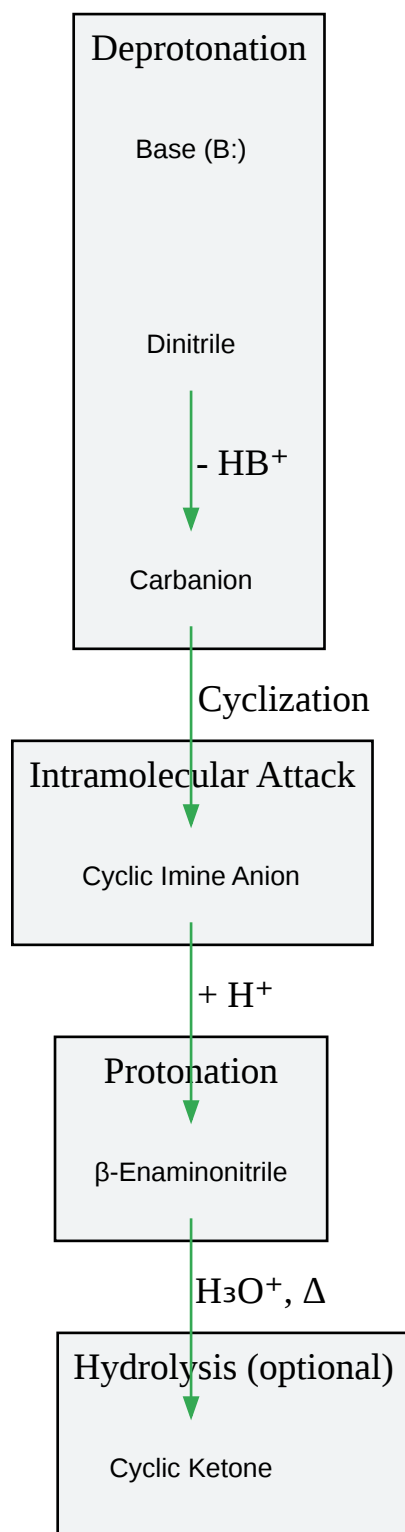 Deprotonation
Base (B:)
Dinitrile
- HB⁺
Carbanion
Cyclization
Intramolecular Attack
Cyclic Imine Anion
+ H⁺
Protonation
β-Enaminonitrile
H₃O⁺, Δ
Hydrolysis (optional)
Cyclic Ketone